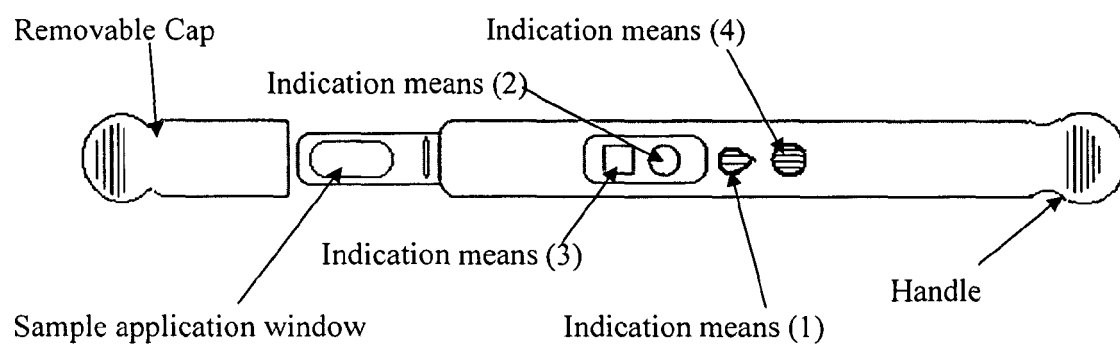 Removable Cap
Indication means (4)
Indication means (2)
Indication means (3)
Handle
Sample application window
Indication means (1)